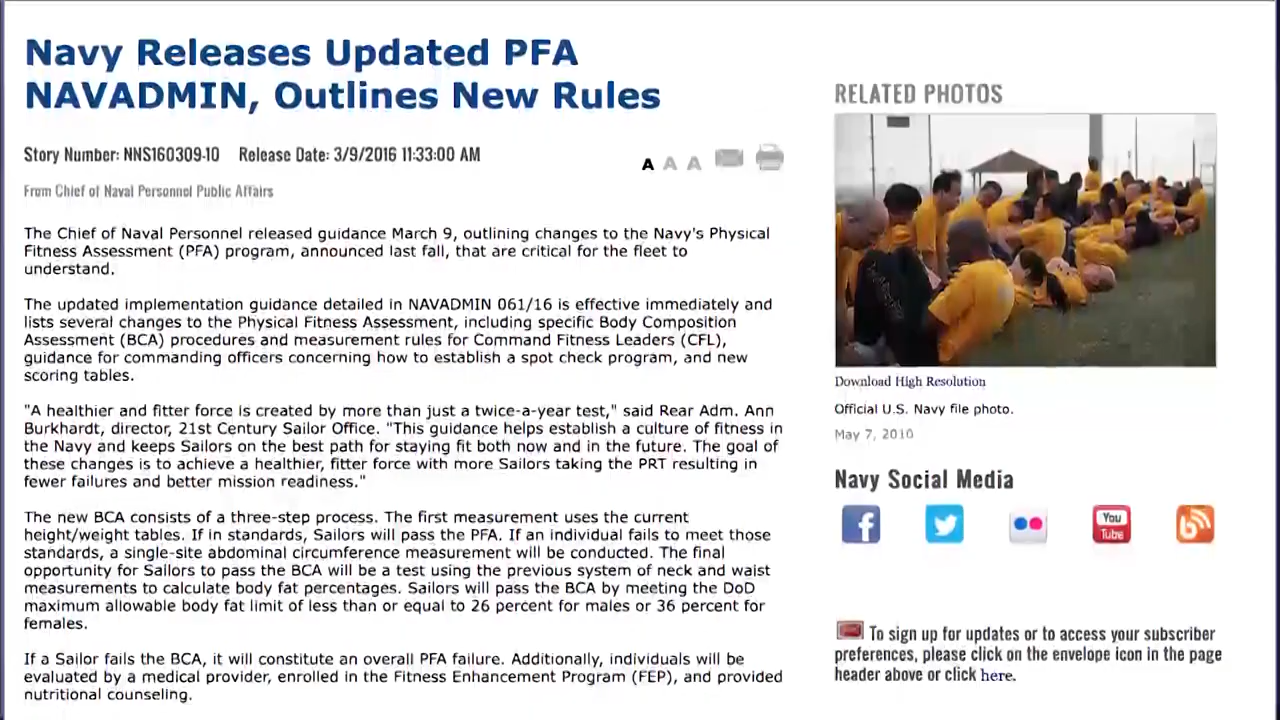 Navy Releases Updated PFA
NAVADMIN, Outlines New Rules
Story Number: NNS160309-10 Release Date: 3/9/2016 11:33:00 AM
A A A
From Chief of Naval Personnel Public Affairs
The Chief of Naval Personnel released guidance March 9, outlining changes to the Navy's Physical
Fitness Assessment (PFA) program, announced last fall, that are critical for the fleet to
understand.
The updated implementation guidance detailed in NAVADMIN 061/16 is effective immediately and
lists several changes to the Physical Fitness Assessment, including specific Body Composition
Assessment (BCA) procedures and measurement rules for Command Fitness Leaders (CFL),
guidance for commanding officers concerning how to establish a spot check program, and new
scoring tables.
"A healthier and fitter force is created by more than just a twice-a-year test," said Rear Adm. Ann
Burkhardt, director, 21st Century Sailor Office. "This guidance helps establish a culture of fitness in
the Navy and keeps Sailors on the best path for staying fit both now and in the future. The goal of
these changes is to achieve a healthier, fitter force with more Sailors taking the PRT resulting in
fewer failures and better mission readiness."
The new BCA consists of a three-step process. The first measurement uses the current
height/weight tables. If in standards, Sailors will pass the PFA. If an individual fails to meet those
standards, a single-site abdominal circumference measurement will be conducted. The final
opportunity for Sailors to pass the BCA will be a test using the previous system of neck and waist
measurements to calculate body fat percentages. Sailors will pass the BCA by meeting the DoD
maximum allowable body fat limit of less than or equal to 26 percent for males or 36 percent for
females.
If a Sailor fails the BCA, it will constitute an overall PFA failure. Additionally, individuals will be
evaluated by a medical provider, enrolled in the Fitness Enhancement Program (FEP), and provided
nutritional counseling.
RELATED PHOTOS
Download High Resolution
Official U.S. Navy file photo.
May 7, 2010
Navy Social Media
You
Tube
To sign up for updates or to access your subscriber
preferences, please click on the envelope icon in the page
header above or click here.